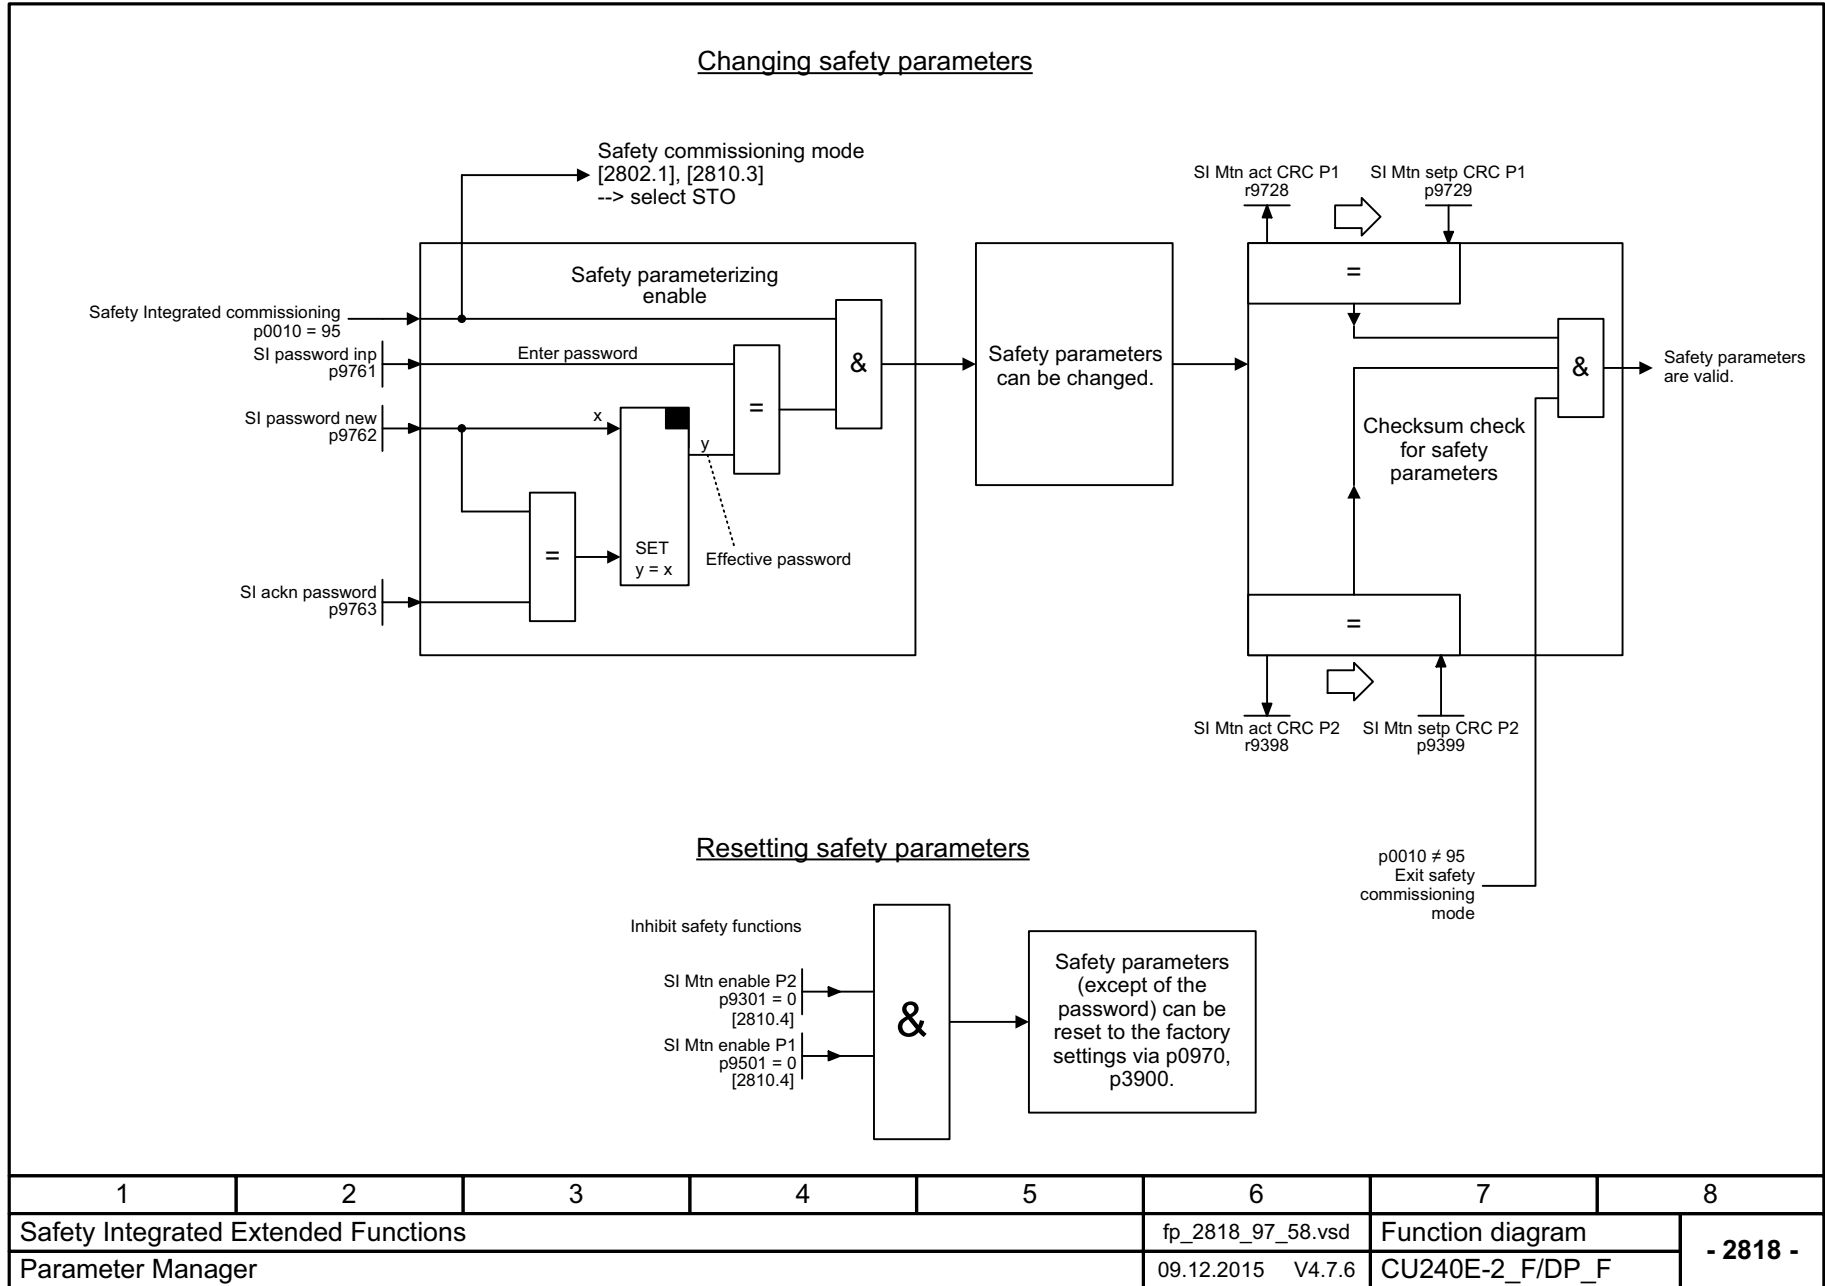 Changing safety parameters
Safety commissioning mode
[2802.1], [2810.3]
--> select STO
Safety parameterizing
enable
Safety Integrated commissioning
p0010 = 95
SI password inp
p9761
Enter password
SI password new
p9762
x
y
=
&
=
SET
y = x
Effective password
SI ackn password
p9763
Safety parameters
can be changed.
SI Mtn act CRC P1
r9728
SI Mtn setp CRC P1
p9729
=
&
Safety parameters
are valid.
Checksum check
for safety
parameters
=
SI Mtn act CRC P2
r9398
SI Mtn setp CRC P2
p9399
p0010 ≠ 95
Exit safety
commissioning
mode
Resetting safety parameters
Inhibit safety functions
SI Mtn enable P2
p9301 = 0
[2810.4]
SI Mtn enable P1
p9501 = 0
[2810.4]
&
Safety parameters
(except of the
password) can be
reset to the factory
settings via p0970,
p3900.
1 2 3 4 5 6 7 8
Safety Integrated Extended Functions
fp_2818_97_58.vsd
Function diagram
- 2818 -
Parameter Manager
09.12.2015 V4.7.6
CU240E-2_F/DP_F